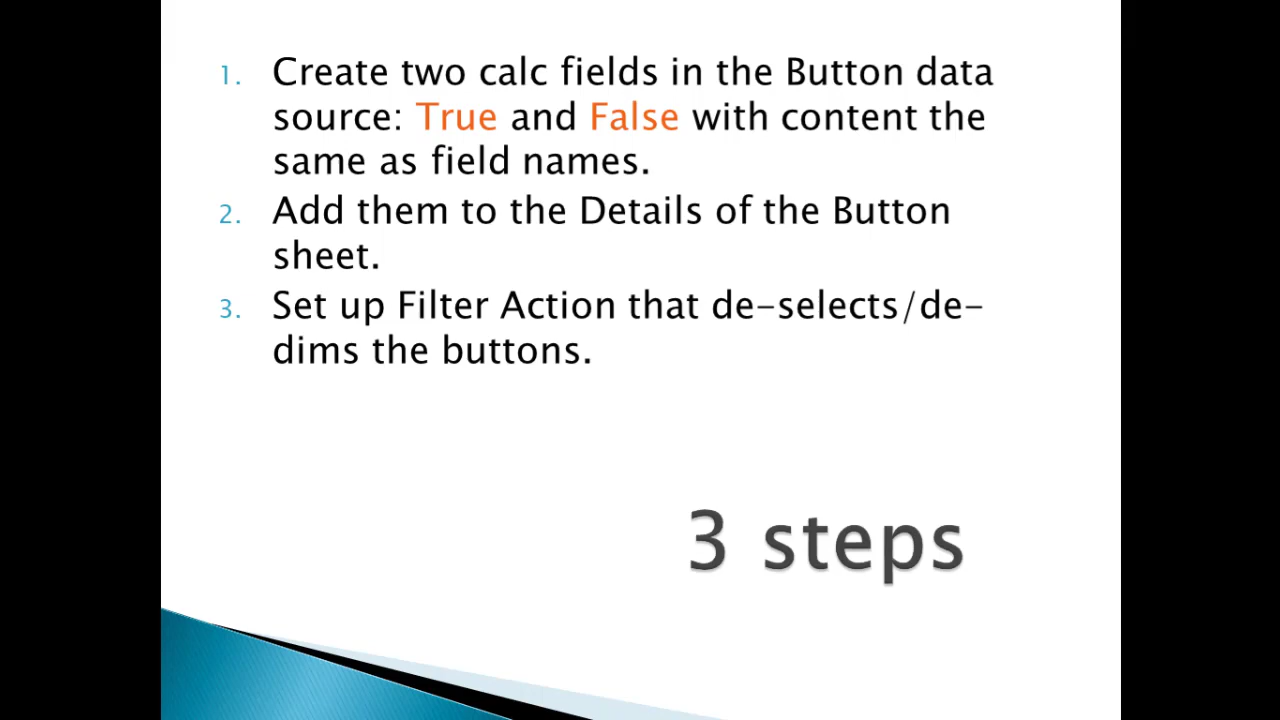 1. Create two calc fields in the Button data
source: True and False with content the
same as field names.
2. Add them to the Details of the Button
sheet.
3. Set up Filter Action that de-selects/de-
dims the buttons.
3 steps